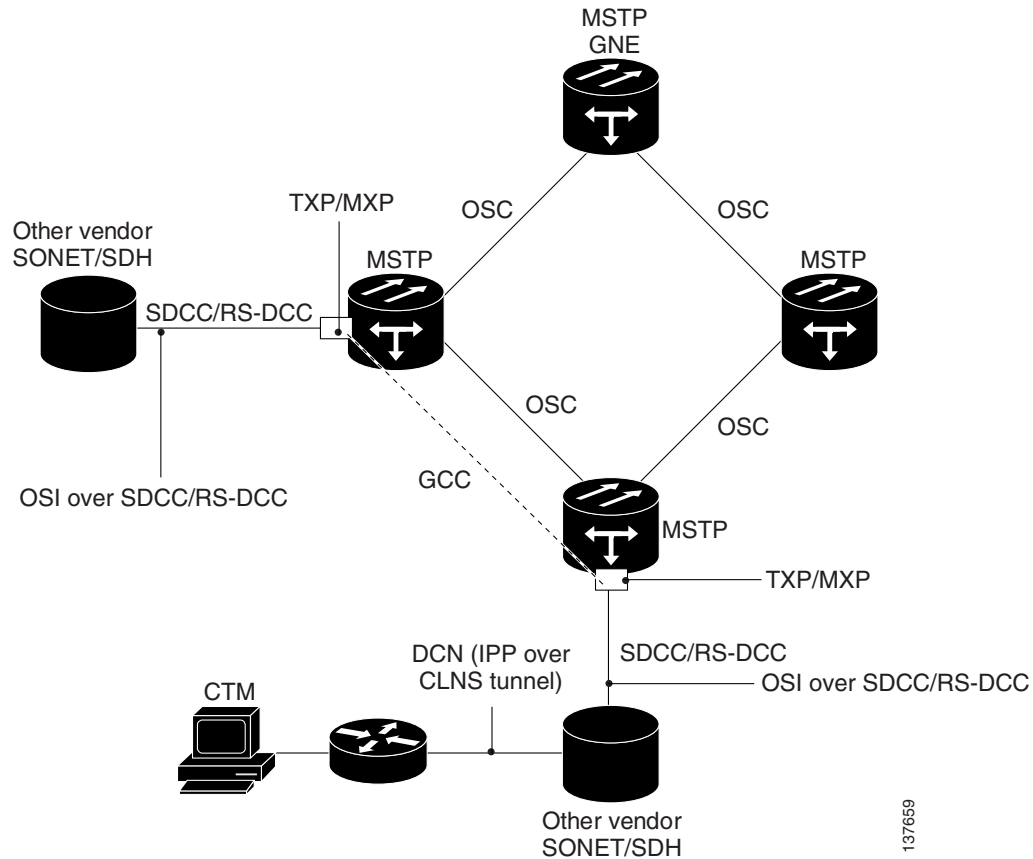 MSTP
GNE
TXP/MXP
OSC
OSC
Other vendor
SONET/SDH
MSTP
MSTP
SDCC/RS-DCC
OSC
OSC
GCC
OSI over SDCC/RS-DCC
MSTP
TXP/MXP
DCN (IPP over
CLNS tunnel)
SDCC/RS-DCC
OSI over SDCC/RS-DCC
CTM
Other vendor
SONET/SDH
137659